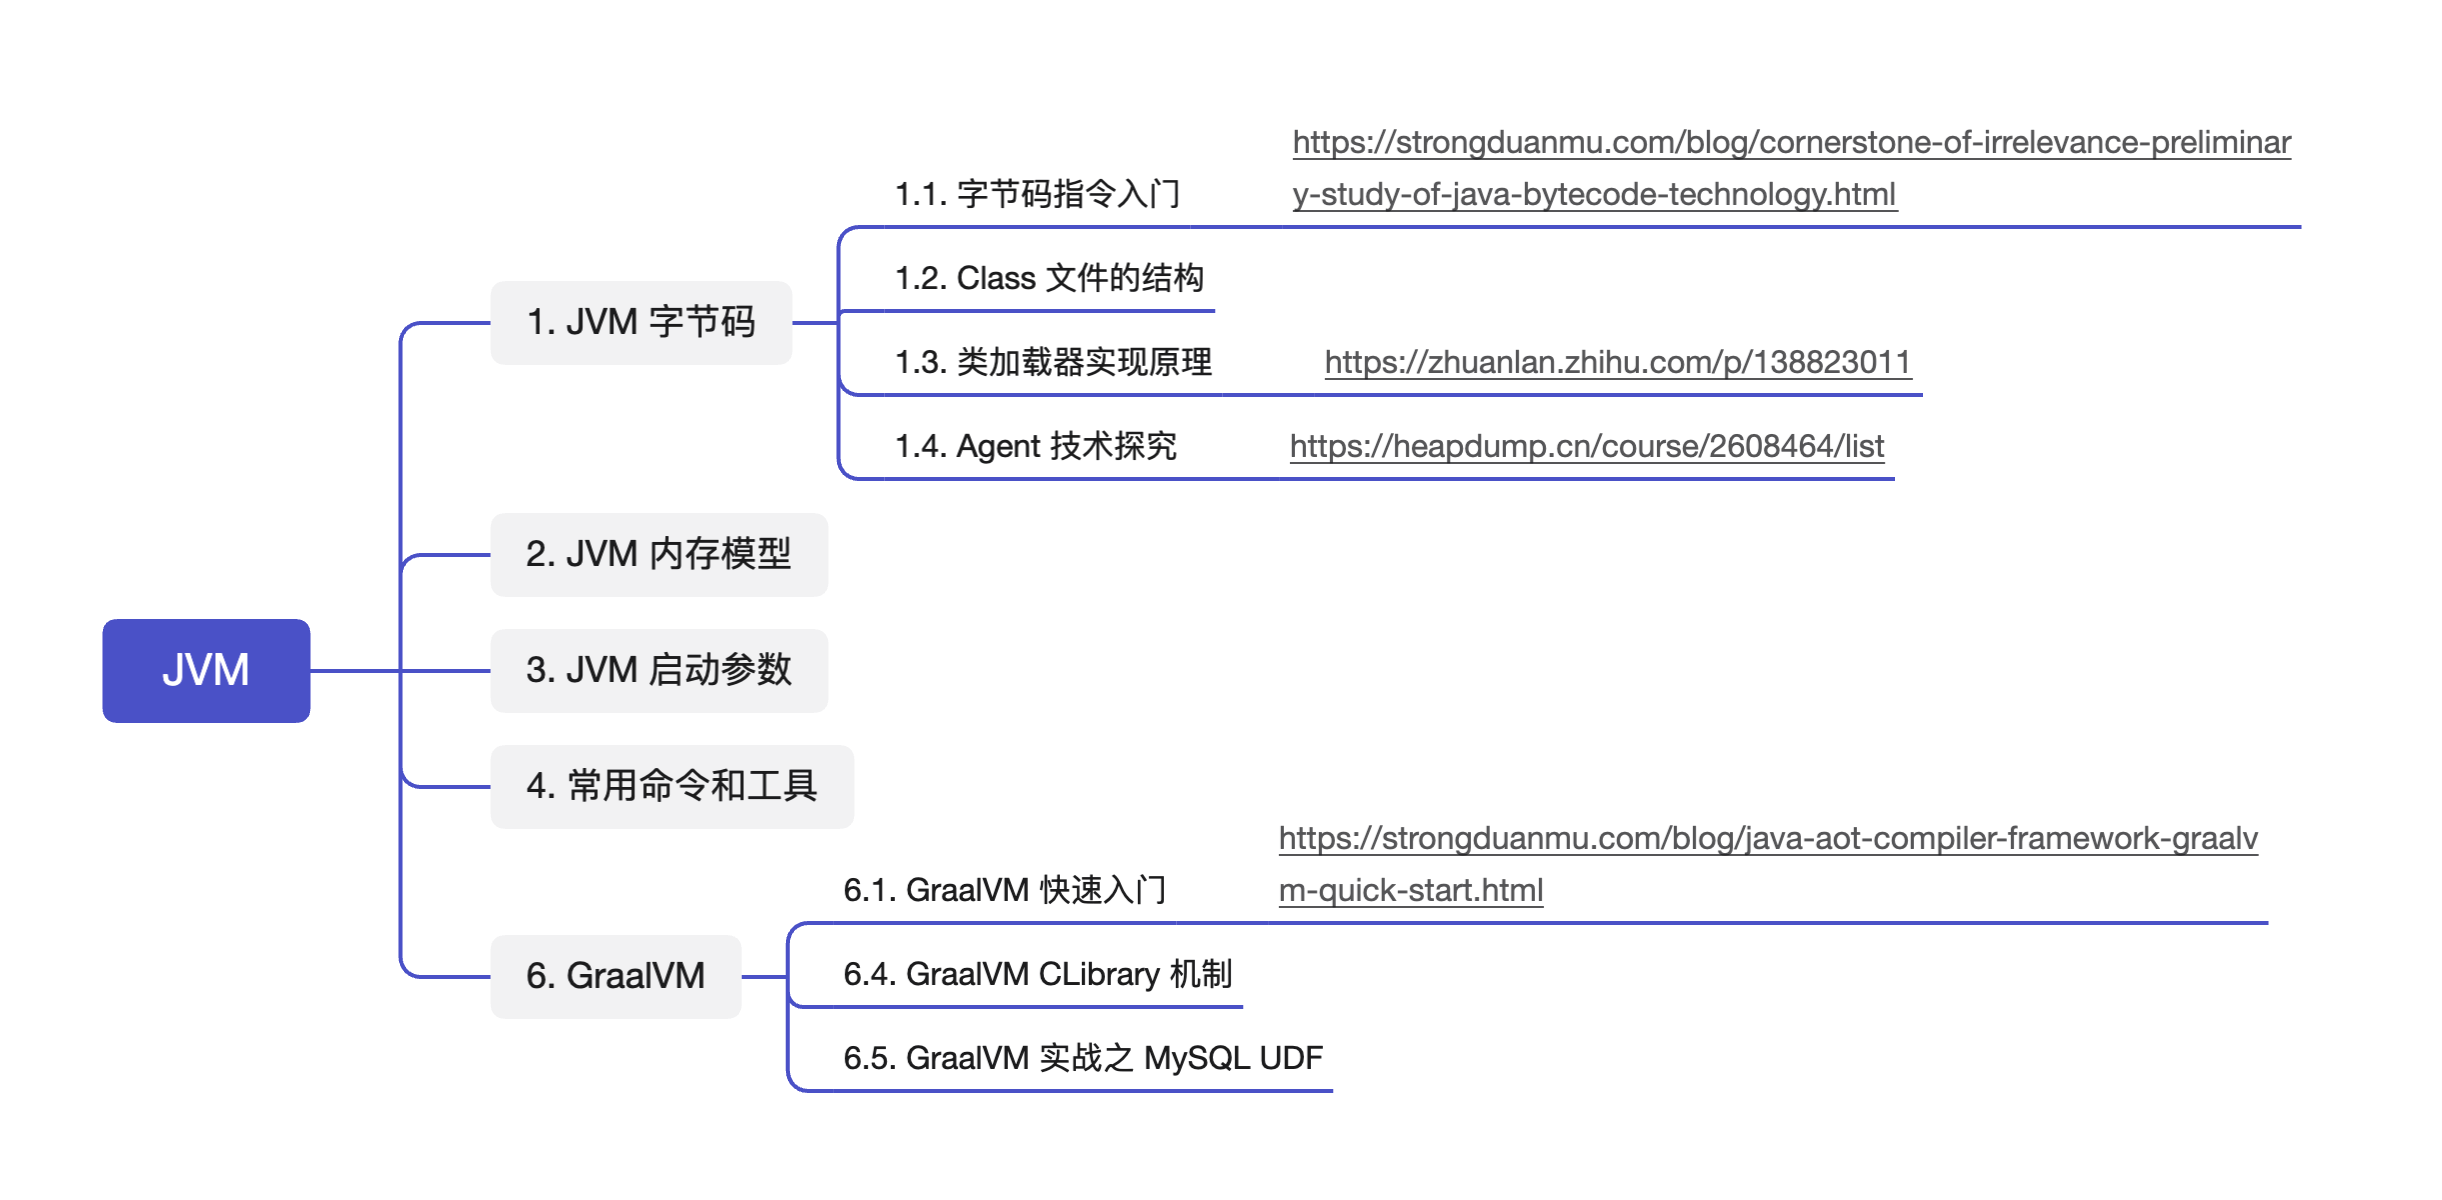 JVM
1. JVM 字节码
1.1. 字节码指令入门
https://strongduanmu.com/blog/cornerstone-of-irrelevance-preliminar
y-study-of-java-bytecode-technology.html
1.2. Class 文件的结构
1.3. 类加载器实现原理
https://zhuanlan.zhihu.com/p/138823011
1.4. Agent 技术探究
https://heapdump.cn/course/2608464/list
2. JVM 内存模型
3. JVM 启动参数
4. 常用命令和工具
6. GraalVM
6.1. GraalVM 快速入门
https://strongduanmu.com/blog/java-aot-compiler-framework-graalv
m-quick-start.html
6.4. GraalVM CLibrary 机制
6.5. GraalVM 实战之 MySQL UDF